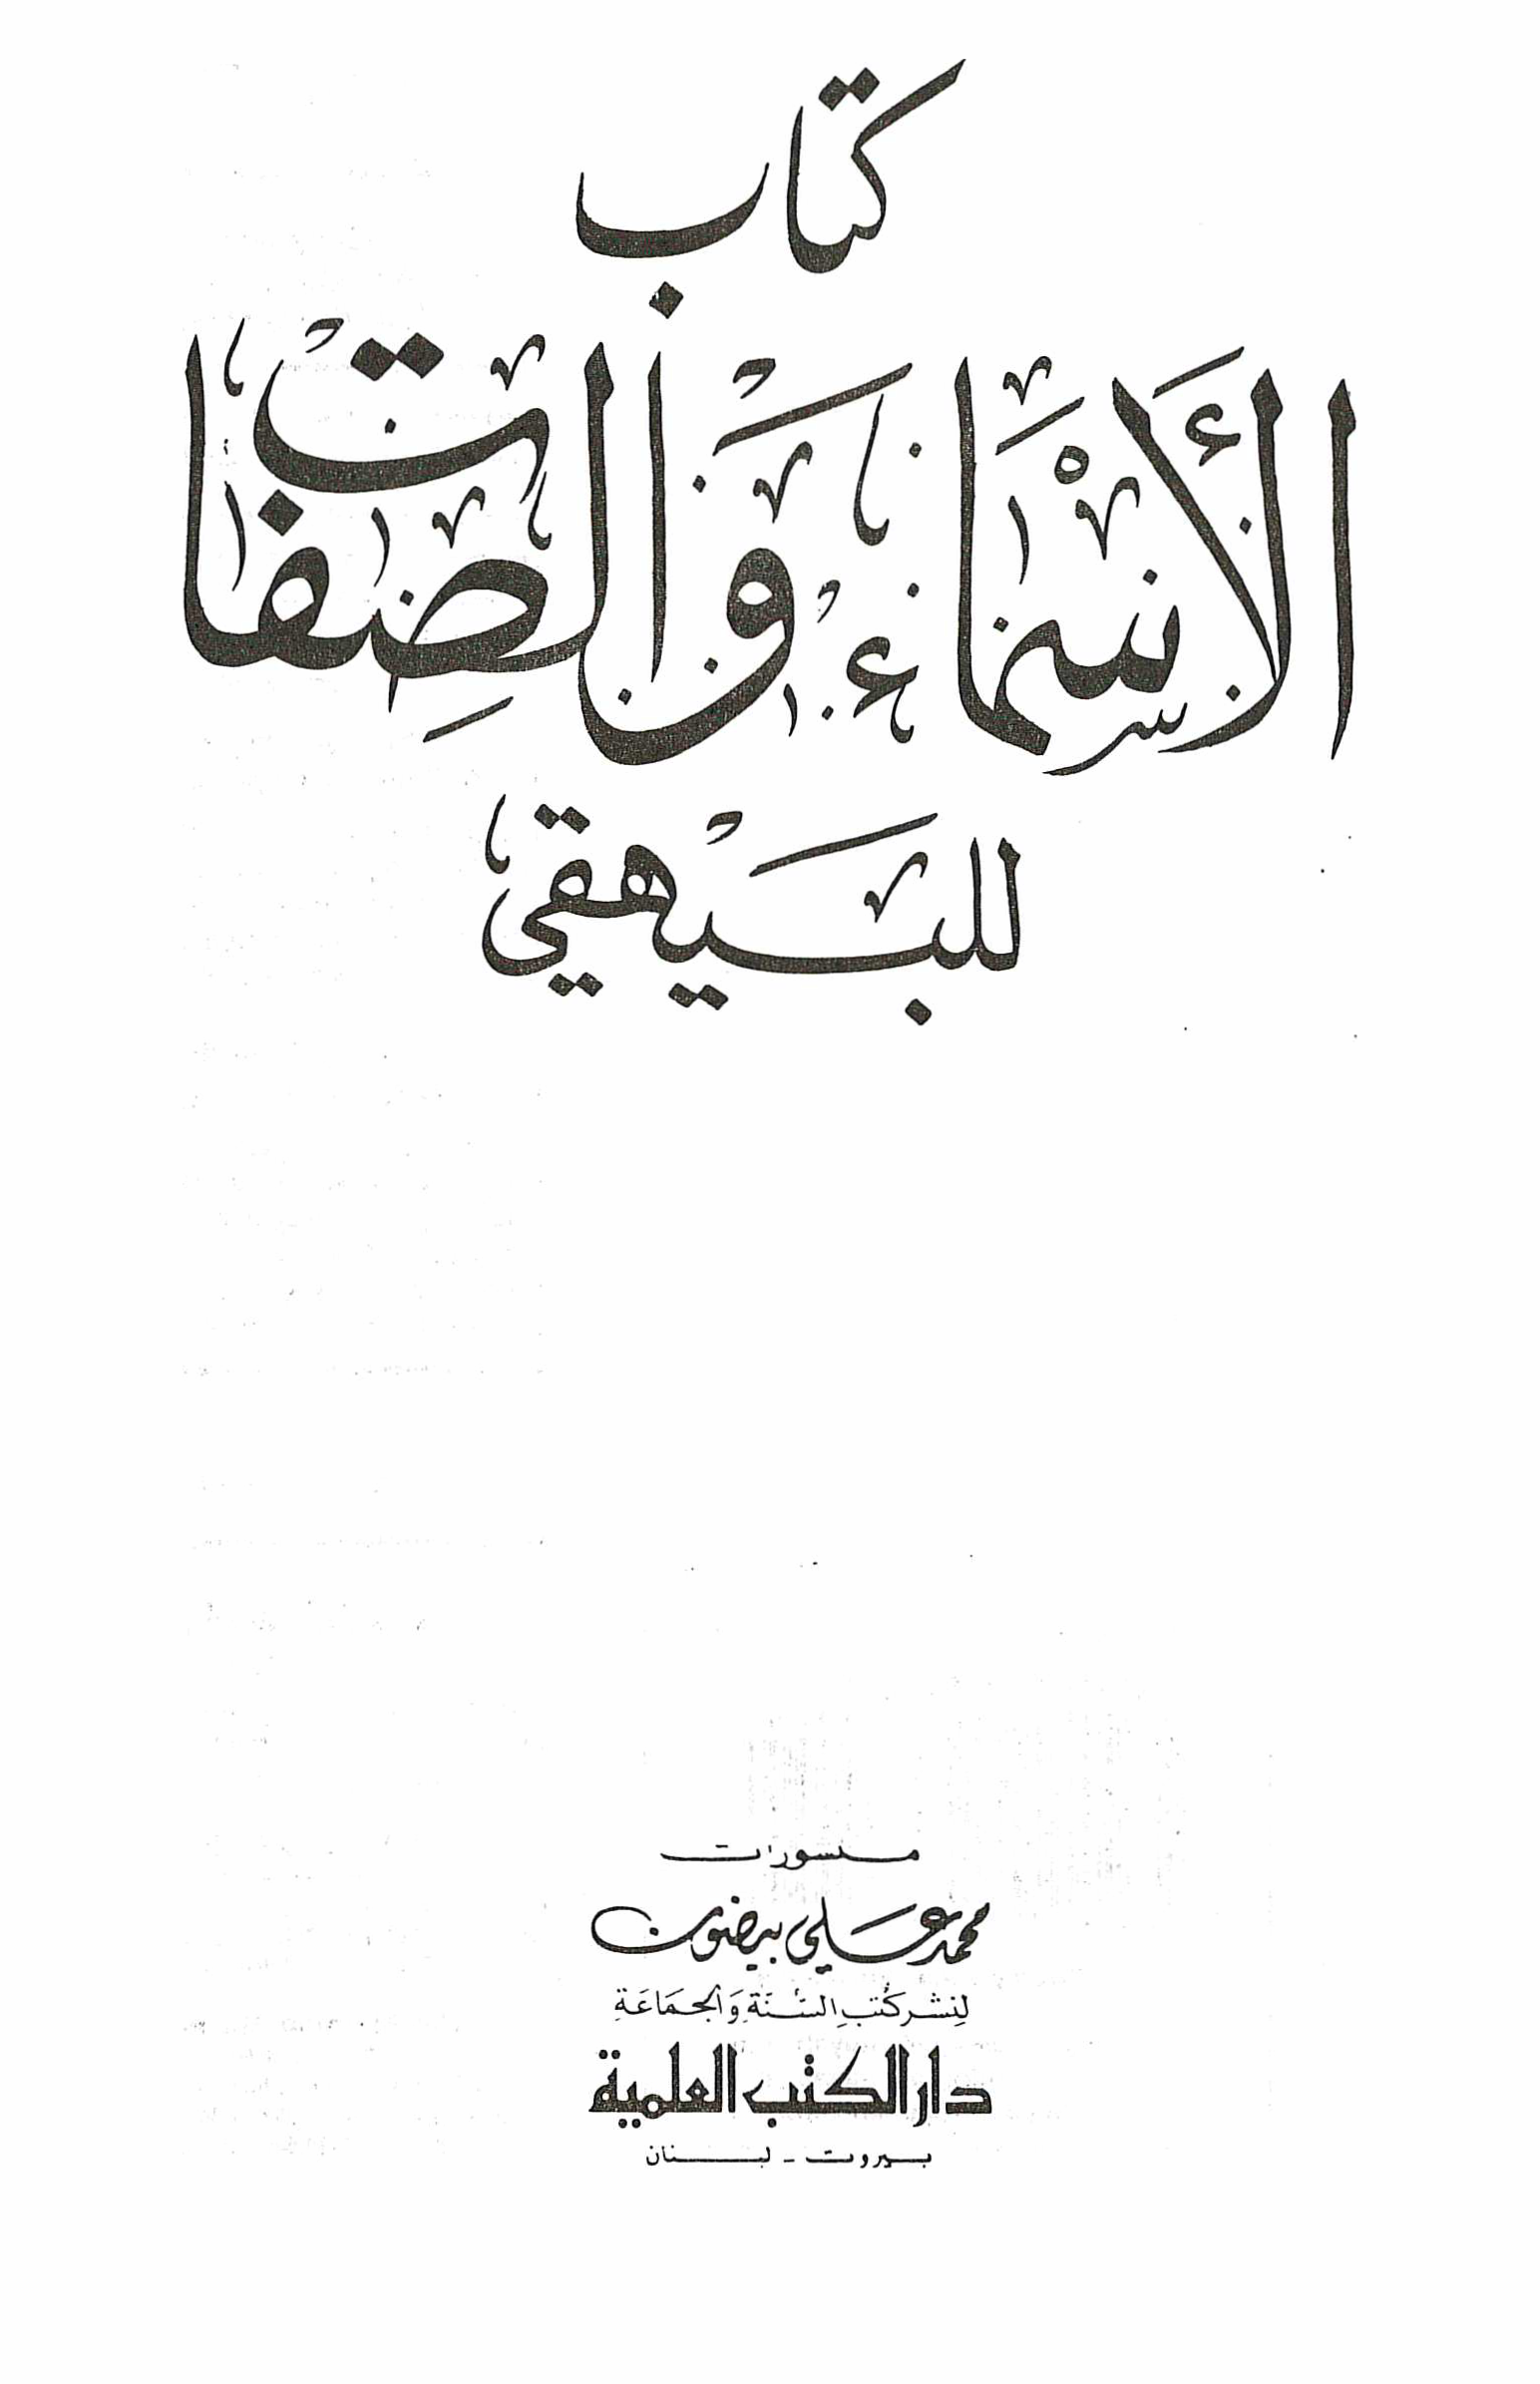 كتاب
الأسماء والصفات
للبيهقي
منشورات
محمد علي بيضون
لنشر كتب السنة والجماعة
دار الكتب العلمية
بيروت - لبنان